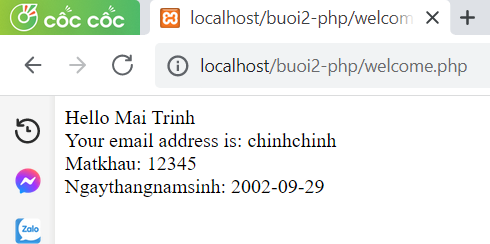 cốc cốc
localhost/buoi2-php/welcom
localhost/buoi2-php/welcome.php
Hello Mai Trinh
Your email address is: chinhchinh
Matkhau: 12345
Ngaythangnamsinh: 2002-09-29
Zalo